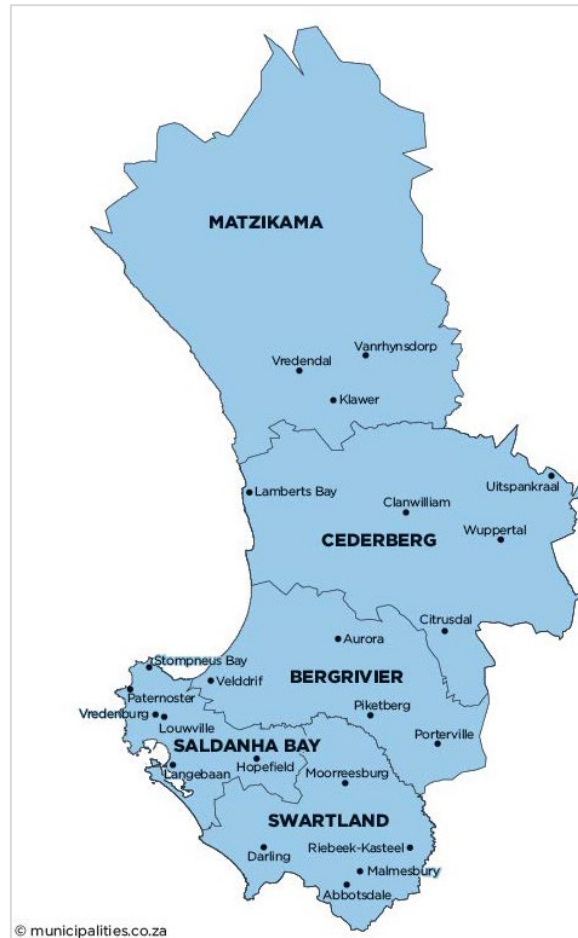 MATZIKAMA
Vanrhynsdorp
Vredendal
Klawer
Uitspankraal
Lamberts Bay
Clanwilliam
Wuppertal
CEDERBERG
Citrusdal
Aurora
Stompneus Bay
Velddrif
BERGRIVIER
Paternoster
Vredenburg
Piketberg
Louwville
Porterville
SALDANHA BAY
Hopefield
Langebaan
Moorreesburg
SWARTLAND
Riebeek-Kasteel
Darling
Malmesbury
Abbotsdale
© municipalities.co.za